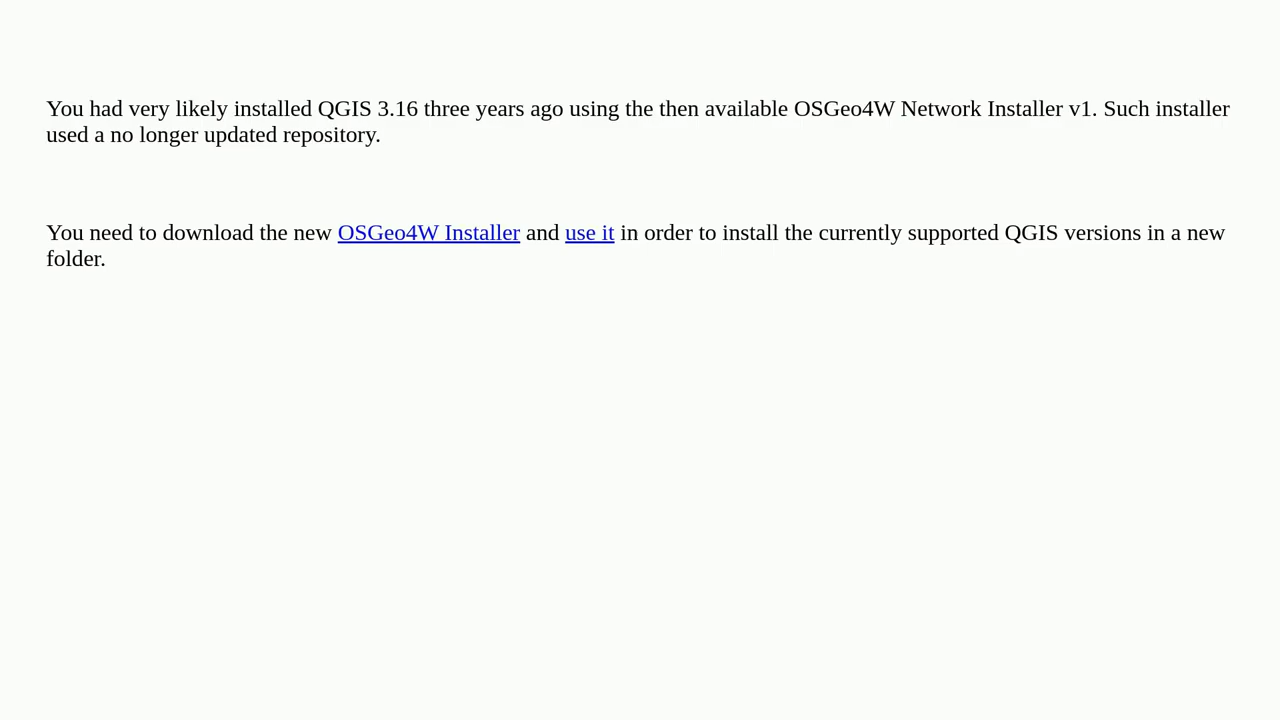 You had very likely installed QGIS 3.16 three years ago using the then available OSGeo4W Network Installer v1. Such installer
used a no longer updated repository.
You need to download the new OSGeo4W Installer and use it in order to install the currently supported QGIS versions in a new
folder.